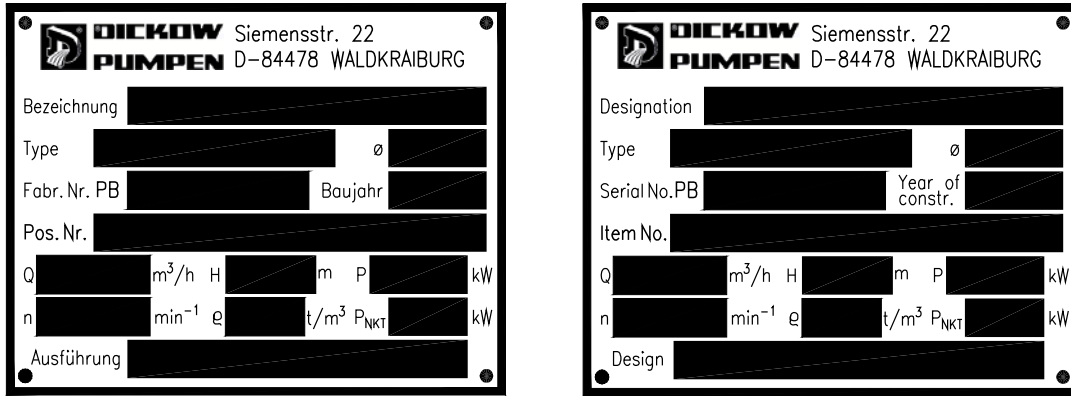 DICKOW PUMPEN Siemensstr. 22
D-84478 WALDKRAIBURG
Bezeichnung
Type ø
Fabr. Nr. PB Baujahr
Pos. Nr.
Q m³/h H m P kW
n min⁻¹ ϱ t/m³ P_NKT kW
Ausführung
DICKOW PUMPEN Siemensstr. 22
D-84478 WALDKRAIBURG
Designation
Type ø
Serial No. PB Year of constr.
Item No.
Q m³/h H m P kW
n min⁻¹ ϱ t/m³ P_NKT kW
Design